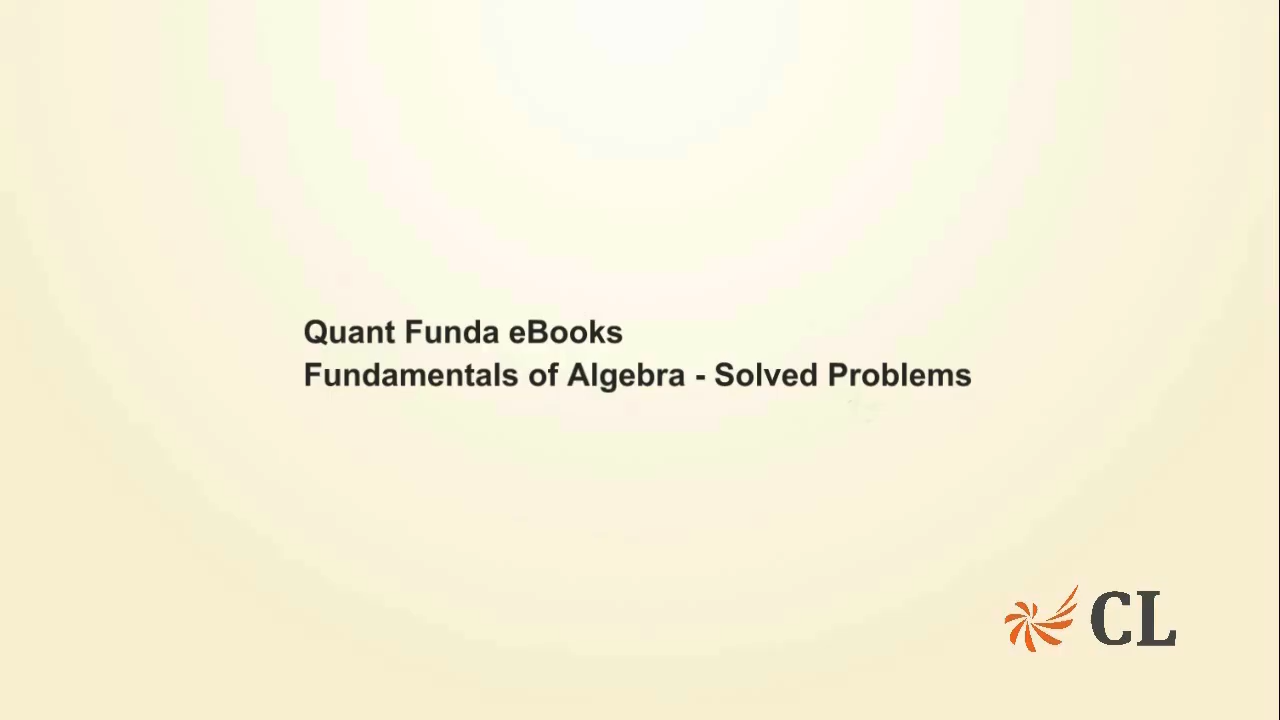 Quant Funda eBooks
Fundamentals of Algebra - Solved Problems
CL